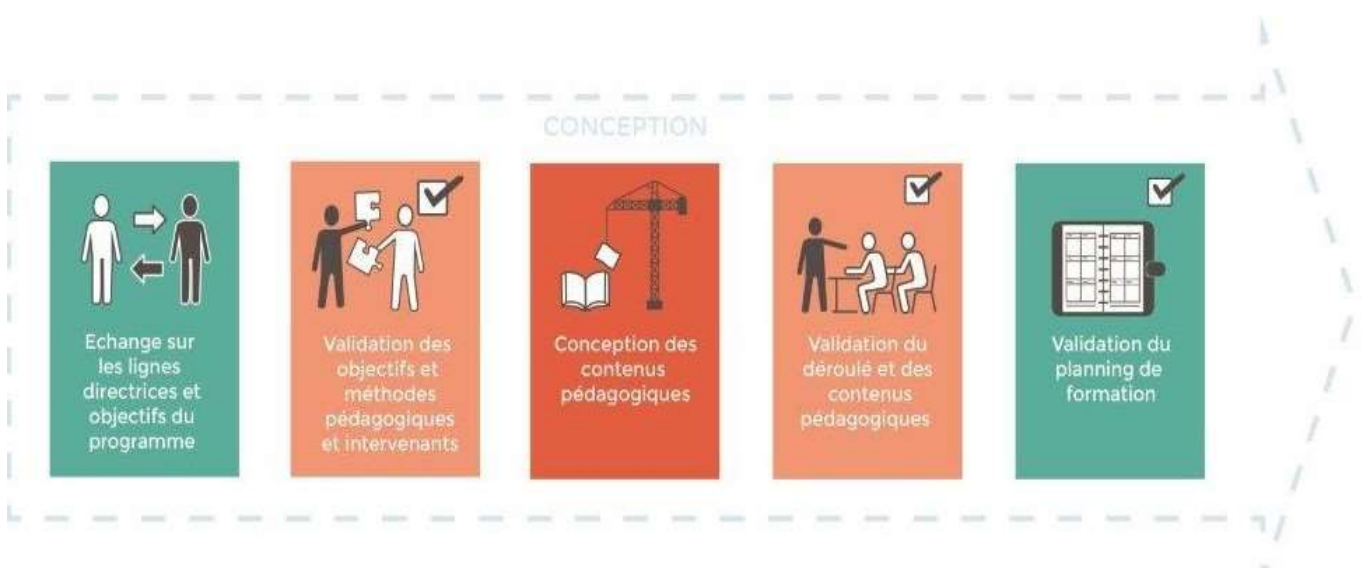 CONCEPTION
Echange sur
les lignes
directrices et
objectifs du
programme
Validation des
objectifs et
méthodes
pédagogiques
et intervenants
Conception des
contenus
pédagogiques
Validation du
déroulé et des
contenus
pédagogiques
Validation du
planning de
formation